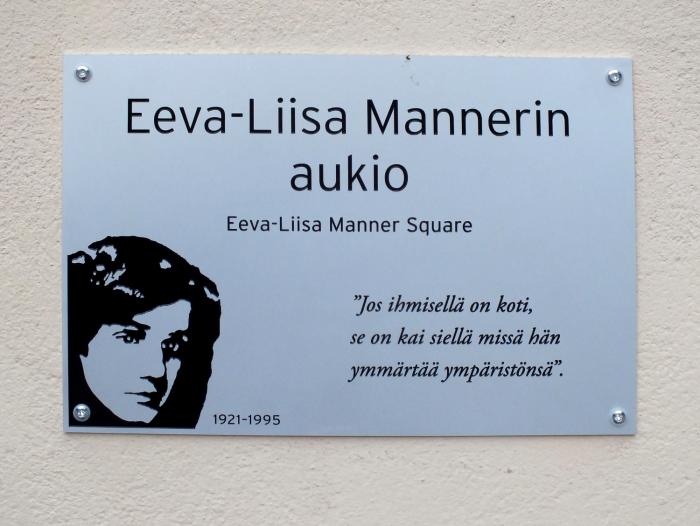 Eeva-Liisa Mannerin
aukio
Eeva-Liisa Manner Square
”Jos ihmisellä on koti,
se on kai siellä missä hän
ymmärtää ympäristönsä”.
1921-1995